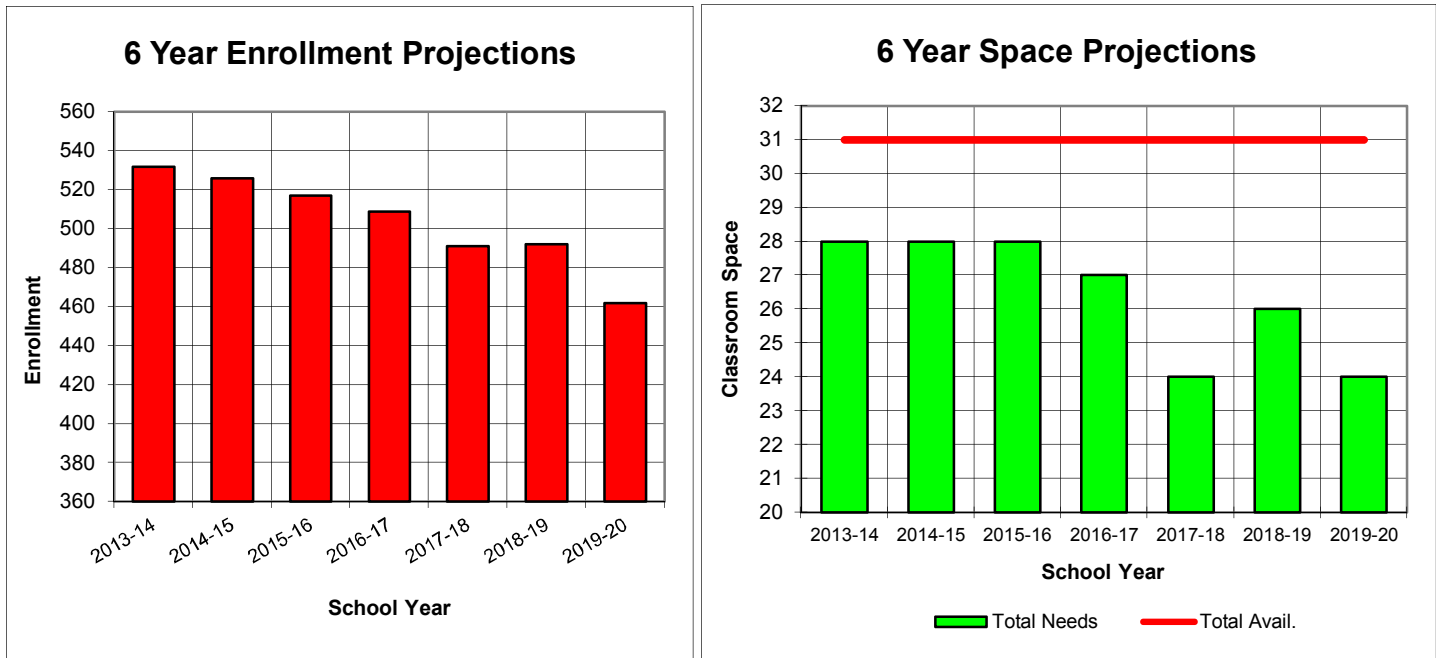 6 Year Enrollment Projections
560
540
520
500
480
460
440
420
400
380
360
Enrollment
2013-14 2014-15 2015-16 2016-17 2017-18 2018-19 2019-20
School Year
6 Year Space Projections
32
31
30
29
28
27
26
25
24
23
22
21
20
Classroom Space
2013-14 2014-15 2015-16 2016-17 2017-18 2018-19 2019-20
School Year
Total Needs Total Avail.